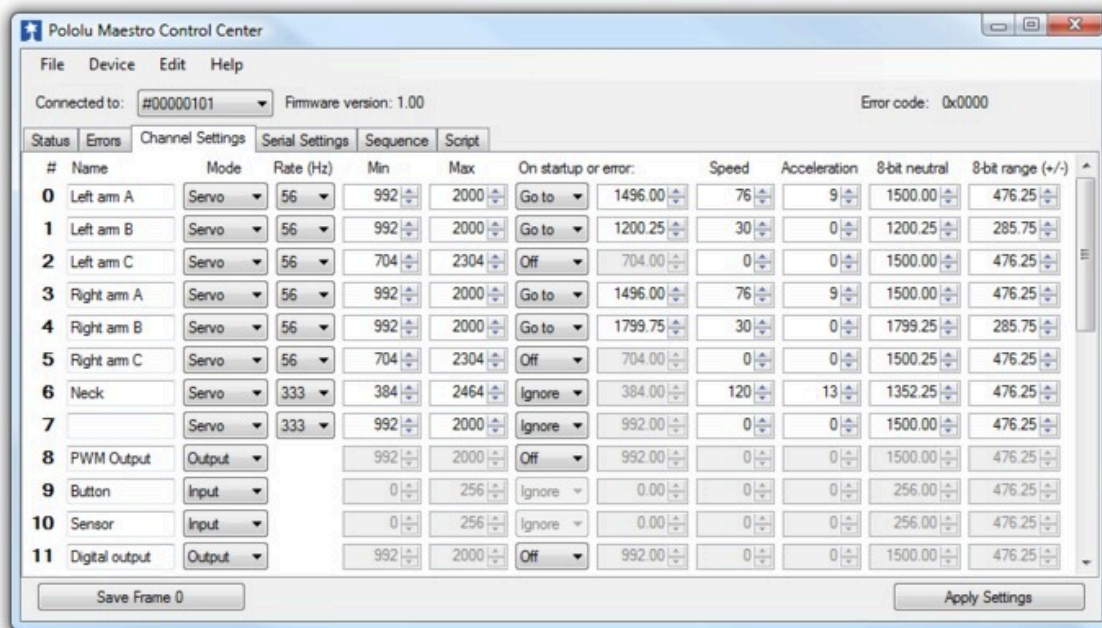 Pololu Maestro Control Center
File Device Edit Help
Connected to: #00000101 Firmware version: 1.00 Error code: 0x0000
Status Errors Channel Settings Serial Settings Sequence Script
# Name Mode Rate (Hz) Min Max On startup or error: Speed Acceleration 8-bit neutral 8-bit range (+/-)
0 Left arm A Servo 56 992 2000 Go to 1496.00 76 9 1500.00 476.25
1 Left arm B Servo 56 992 2000 Go to 1200.25 30 0 1200.25 285.75
2 Left arm C Servo 56 704 2304 Off 704.00 0 0 1500.00 476.25
3 Right arm A Servo 56 992 2000 Go to 1496.00 76 9 1500.00 476.25
4 Right arm B Servo 56 992 2000 Go to 1799.75 30 0 1799.25 285.75
5 Right arm C Servo 56 704 2304 Off 704.00 0 0 1500.25 476.25
6 Neck Servo 333 384 2464 Ignore 384.00 120 13 1352.25 476.25
7 Servo 333 992 2000 Ignore 992.00 0 0 1500.00 476.25
8 PWM Output Output 992 2000 Off 992.00 0 0 1500.00 476.25
9 Button Input 0 256 Ignore 0.00 0 0 256.00 476.25
10 Sensor Input 0 256 Ignore 0.00 0 0 256.00 476.25
11 Digital output Output 992 2000 Off 992.00 0 0 1500.00 476.25
Save Frame 0 Apply Settings